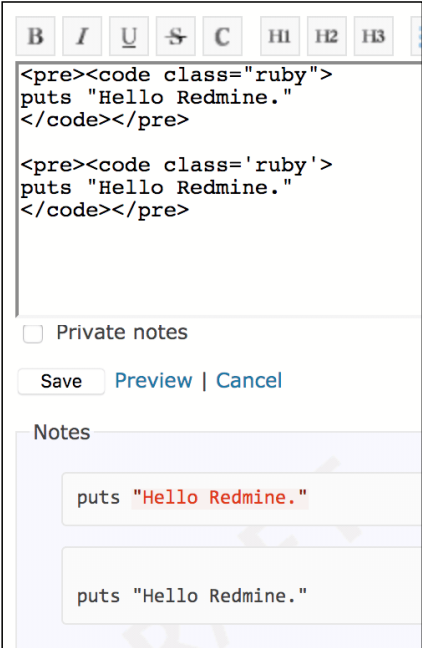 B I U S C H1 H2 H3
<pre><code class="ruby">
puts "Hello Redmine."
</code></pre>
<pre><code class='ruby'>
puts "Hello Redmine."
</code></pre>
Private notes
Save Preview | Cancel
Notes
puts "Hello Redmine."
puts "Hello Redmine."